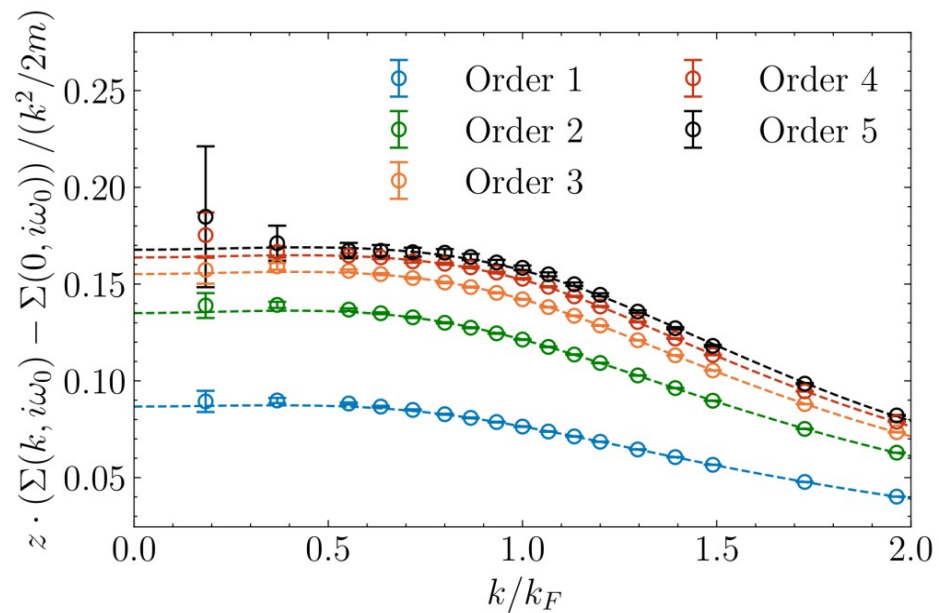 z · (Σ(k, iω₀) − Σ(0, iω₀)) /(k²/2m)
0.25
0.20
0.15
0.10
0.05
Order 1
Order 2
Order 3
Order 4
Order 5
0.0 0.5 1.0 1.5 2.0
k/k_F